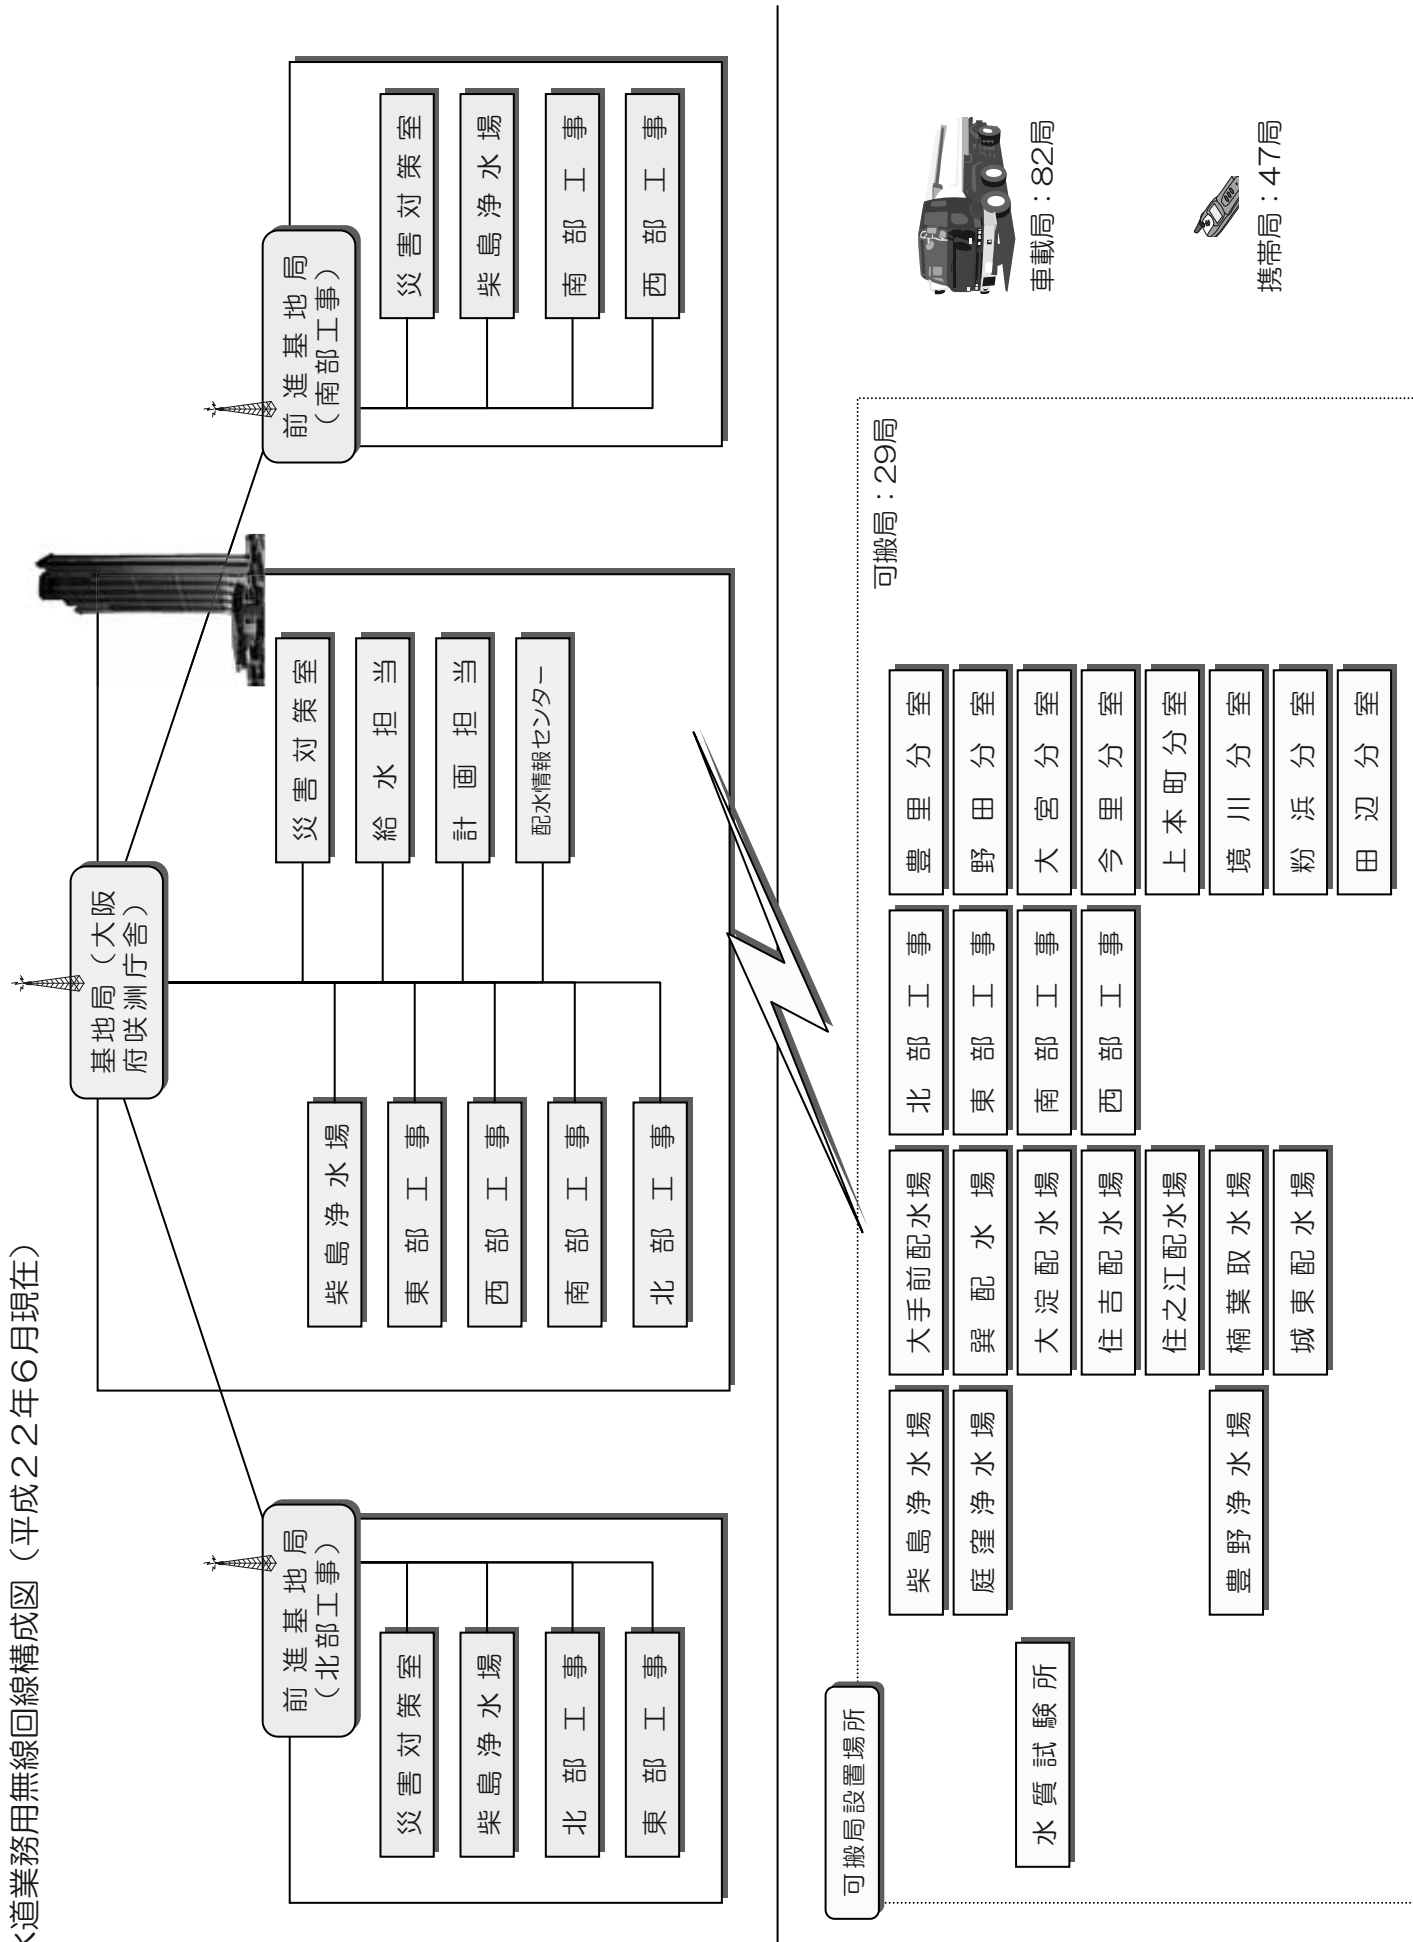 水道業務用無線回線構成図（平成２２年６月現在）
基地局（大阪
府咲洲庁舎）
前進基地局
（北部工事）
災害対策室
柴島浄水場
北部工事
東部工事
柴島浄水場
東部工事
西部工事
南部工事
北部工事
災害対策室
給水担当
計画担当
配水情報センター
前進基地局
（南部工事）
災害対策室
柴島浄水場
南部工事
西部工事
可搬局設置場所
可搬局：29局
水質試験所
柴島浄水場
庭窪浄水場
豊野浄水場
大手前配水場
巽配水場
大淀配水場
住吉配水場
住之江配水場
楠葉取水場
城東配水場
北部工事
東部工事
南部工事
西部工事
豊里分室
野田分室
大宮分室
今里分室
上本町分室
境川分室
粉浜分室
田辺分室
車載局：82局
携帯局：47局